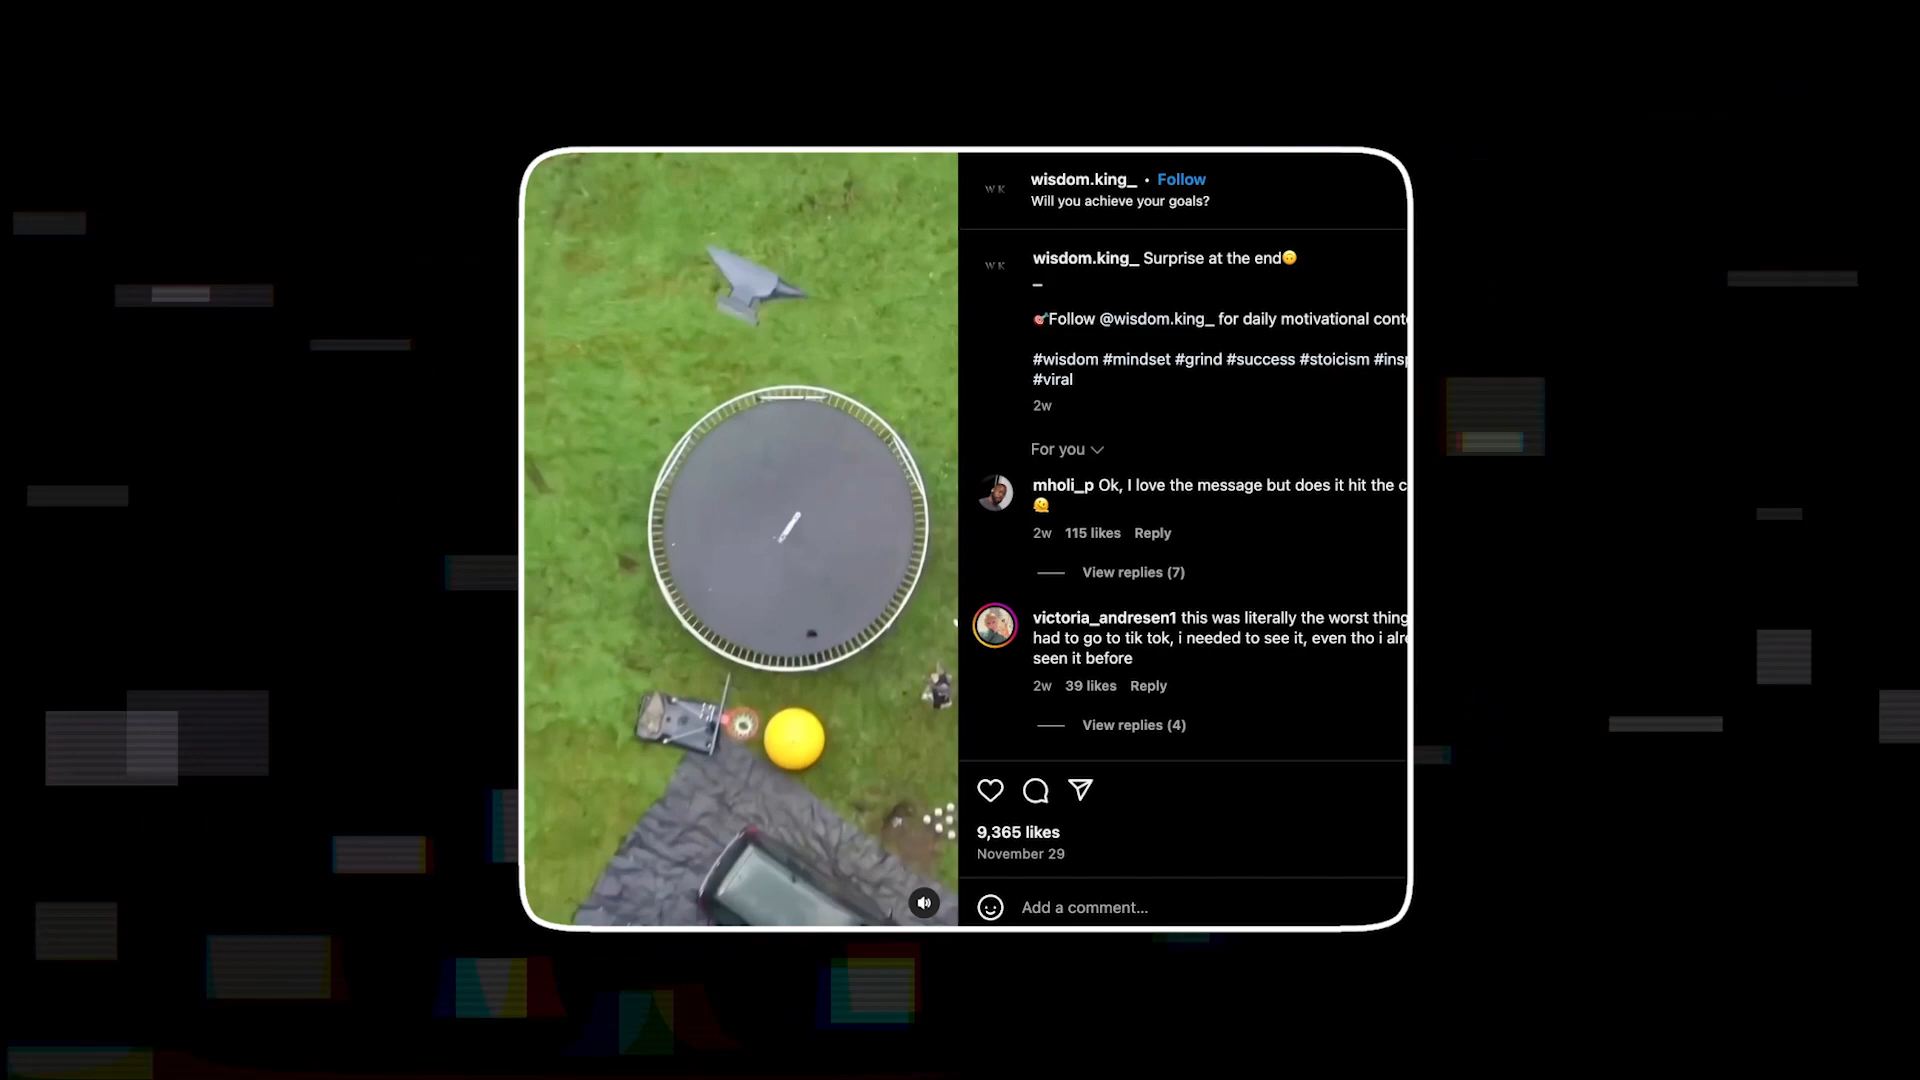 W K
wisdom.king_ • Follow
Will you achieve your goals?
W K
wisdom.king_ Surprise at the end🙃
–
🎯Follow @wisdom.king_ for daily motivational
#wisdom #mindset #grind #success #stoicism
#viral
2w
For you
mholi_p Ok, I love the message but does it hit the
🫠
2w 115 likes Reply
View replies (7)
victoria_andresen1 this was literally the worst thing
had to go to tik tok, i needed to see it, even tho i
seen it before
2w 39 likes Reply
View replies (4)
9,365 likes
November 29
Add a comment...